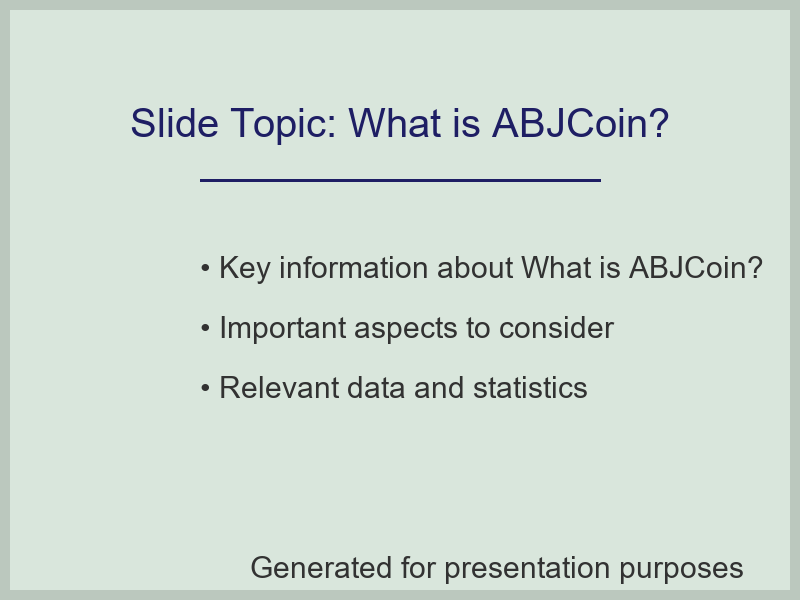 Slide Topic: What is ABJCoin?
• Key information about What is ABJCoin?
• Important aspects to consider
• Relevant data and statistics
Generated for presentation purposes